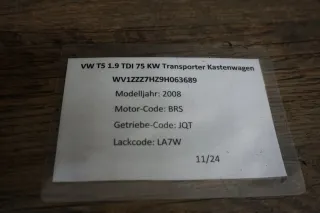 VW T5 1.9 TDI 75 KW Transporter Kastenwagen
WV1ZZZ7HZ9H063689
Modelljahr: 2008
Motor-Code: BRS
Getriebe-Code: JQT
Lackcode: LA7W
11/24